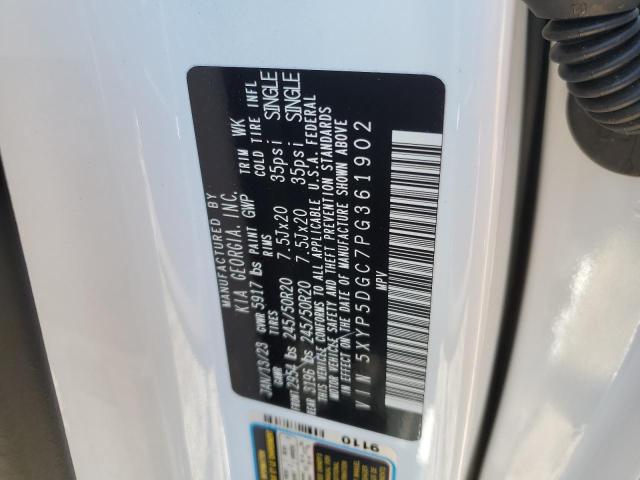 MANUFACTURED BY
KIA GEORGIA, INC.
JAN/13/23 GVWR 5917 lbs PAINT GWP TRIM WK
GAWR TIRES RIMS COLD TIRE INFL
FRONT 2954 lbs 245/50R20 7.5Jx20 35psi SINGLE
REAR 3196 lbs 245/50R20 7.5Jx20 35psi SINGLE
THIS VEHICLE CONFORMS TO ALL APPLICABLE U.S.A. FEDERAL
MOTOR VEHICLE SAFETY AND THEFT PREVENTION STANDARDS
IN EFFECT ON THE DATE OF MANUFACTURE SHOWN ABOVE
VIN 5XYP5DGC7PG361902
MPV
9110